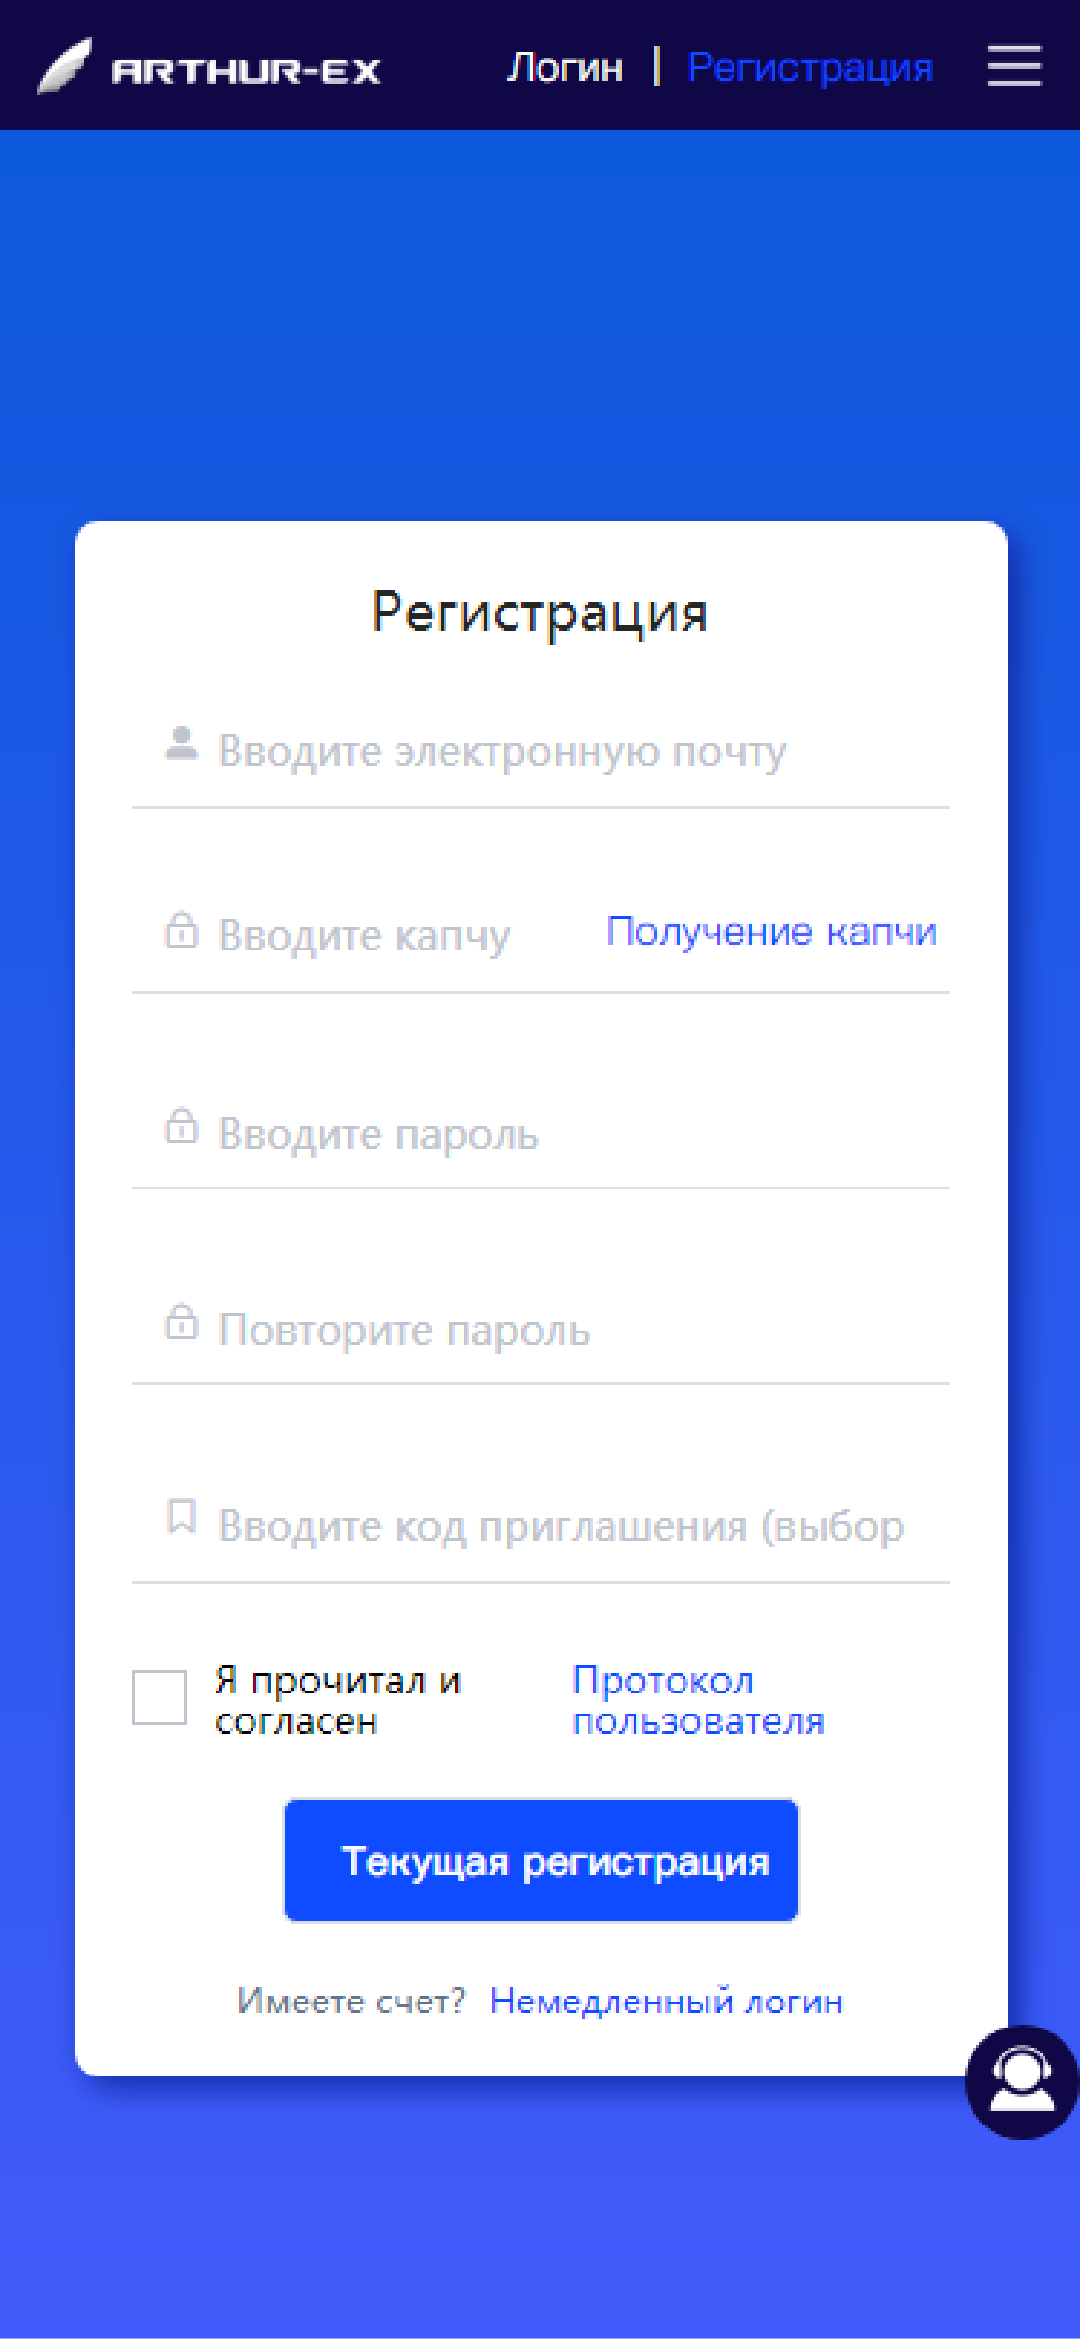 ARTHUR-EX
Логин | Регистрация
Регистрация
Вводите электронную почту
Вводите капчу Получение капчи
Вводите пароль
Повторите пароль
Вводите код приглашения (выбор
Я прочитал и
согласен
Протокол
пользователя
Текущая регистрация
Имеете счет? Немедленный логин